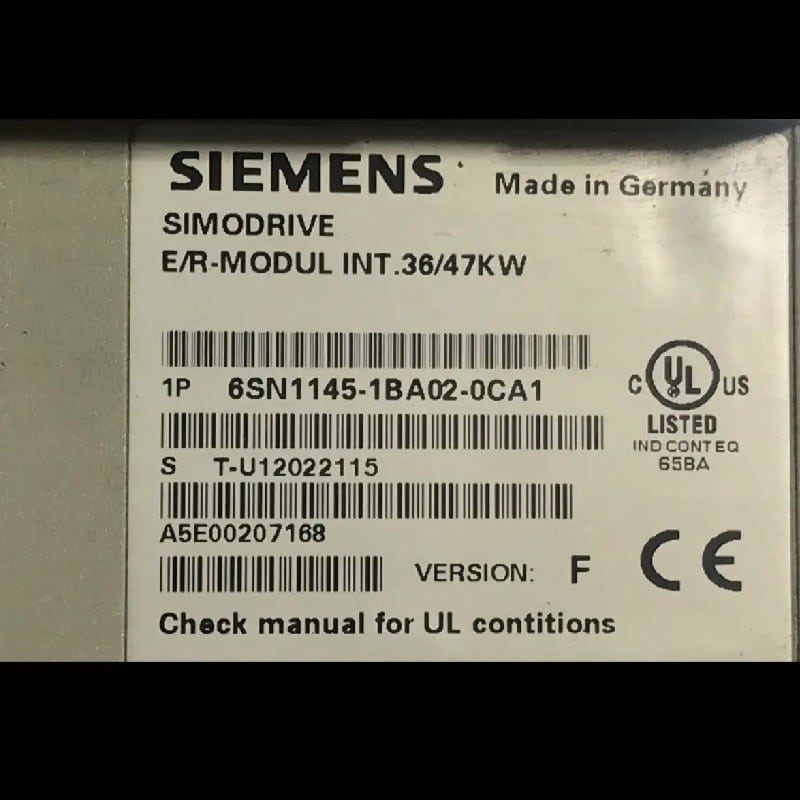 SIEMENS Made in Germany
SIMODRIVE
E/R-MODUL INT.36/47KW
1P 6SN1145-1BA02-0CA1
C UL US
LISTED
IND CONT EQ
65BA
S T-U12022115
A5E00207168
VERSION: F CE
Check manual for UL contitions